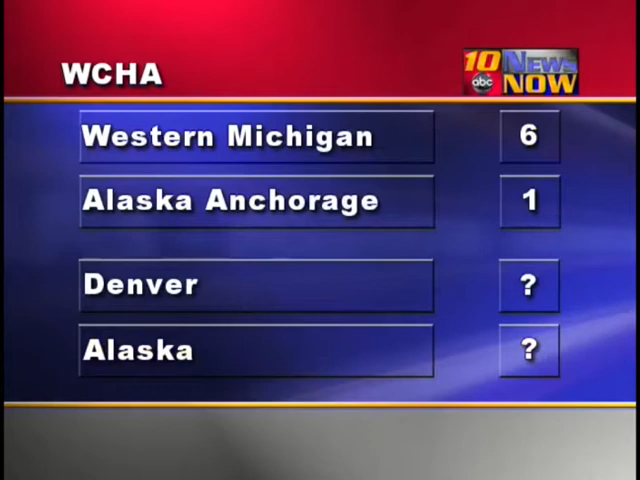 WCHA
10 NEWS
abc NOW
Western Michigan 6
Alaska Anchorage 1
Denver ?
Alaska ?